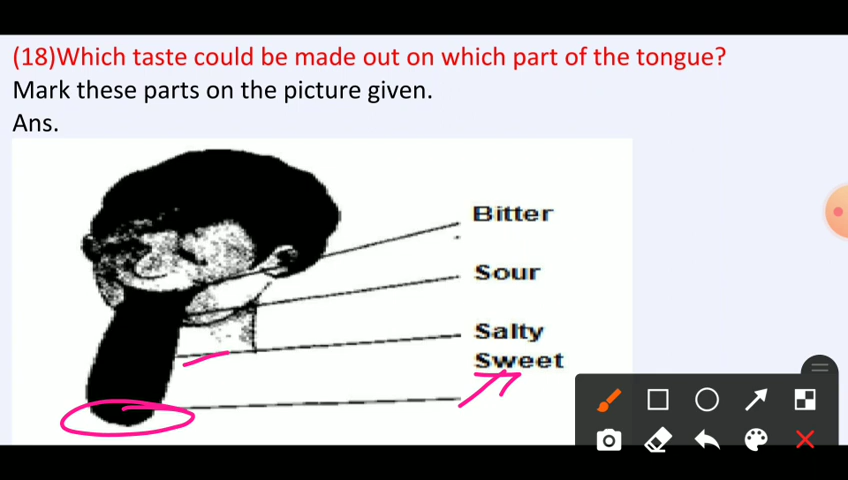 (18)Which taste could be made out on which part of the tongue?
Mark these parts on the picture given.
Ans.
Bitter
Sour
Salty
Sweet